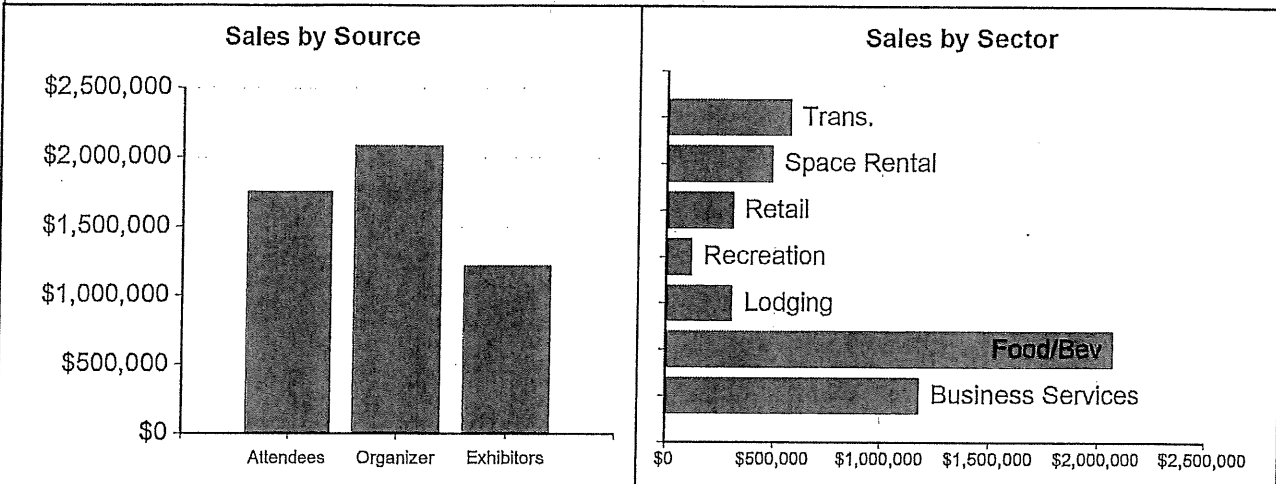 Sales by Source
$2,500,000
$2,000,000
$1,500,000
$1,000,000
$500,000
$0
Attendees Organizer Exhibitors
Sales by Sector
Trans.
Space Rental
Retail
Recreation
Lodging
Food/Bev
Business Services
$0 $500,000 $1,000,000 $1,500,000 $2,000,000 $2,500,000